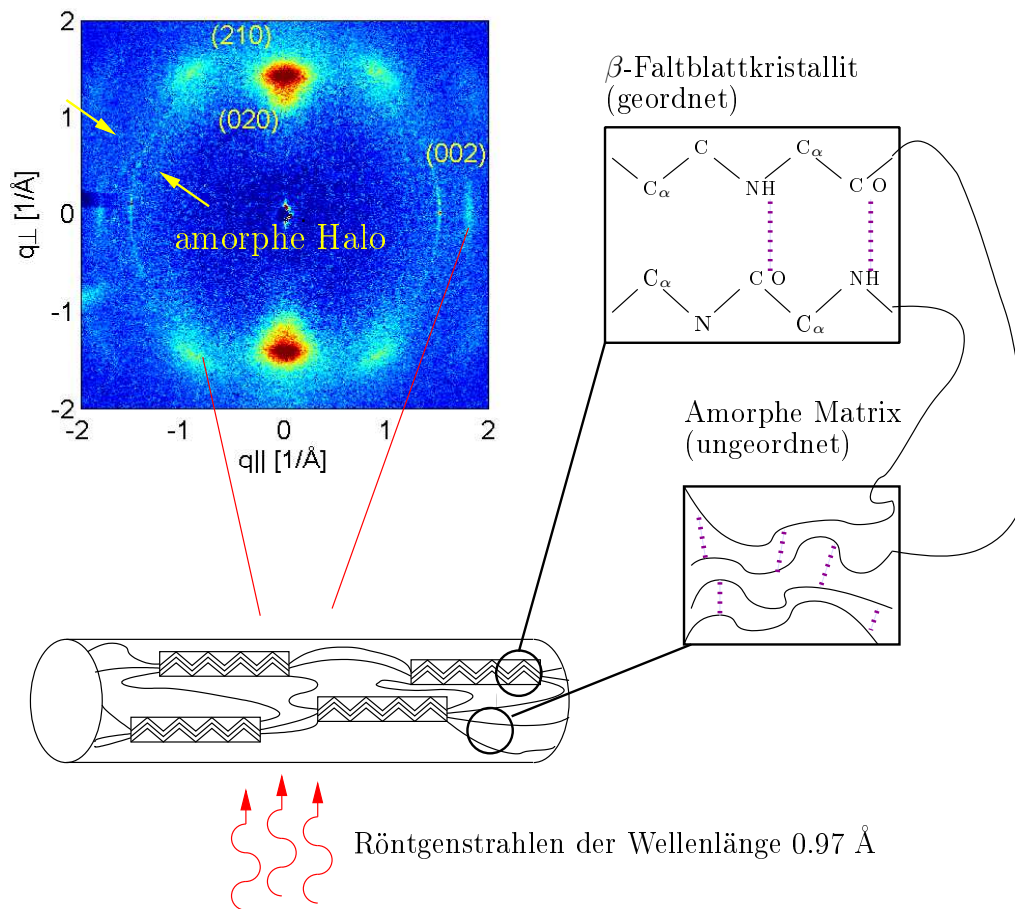 2
1
0
-1
-2
q⊥ [1/Å]
(210)
(020)
(002)
amorphe Halo
-2
-1
0
1
2
q|| [1/Å]
β-Faltblattkristallit
(geordnet)
C
Cα
Cα
NH
C O
Cα
C O
NH
N
Cα
Amorphe Matrix
(ungeordnet)
Röntgenstrahlen der Wellenlänge 0.97 Å